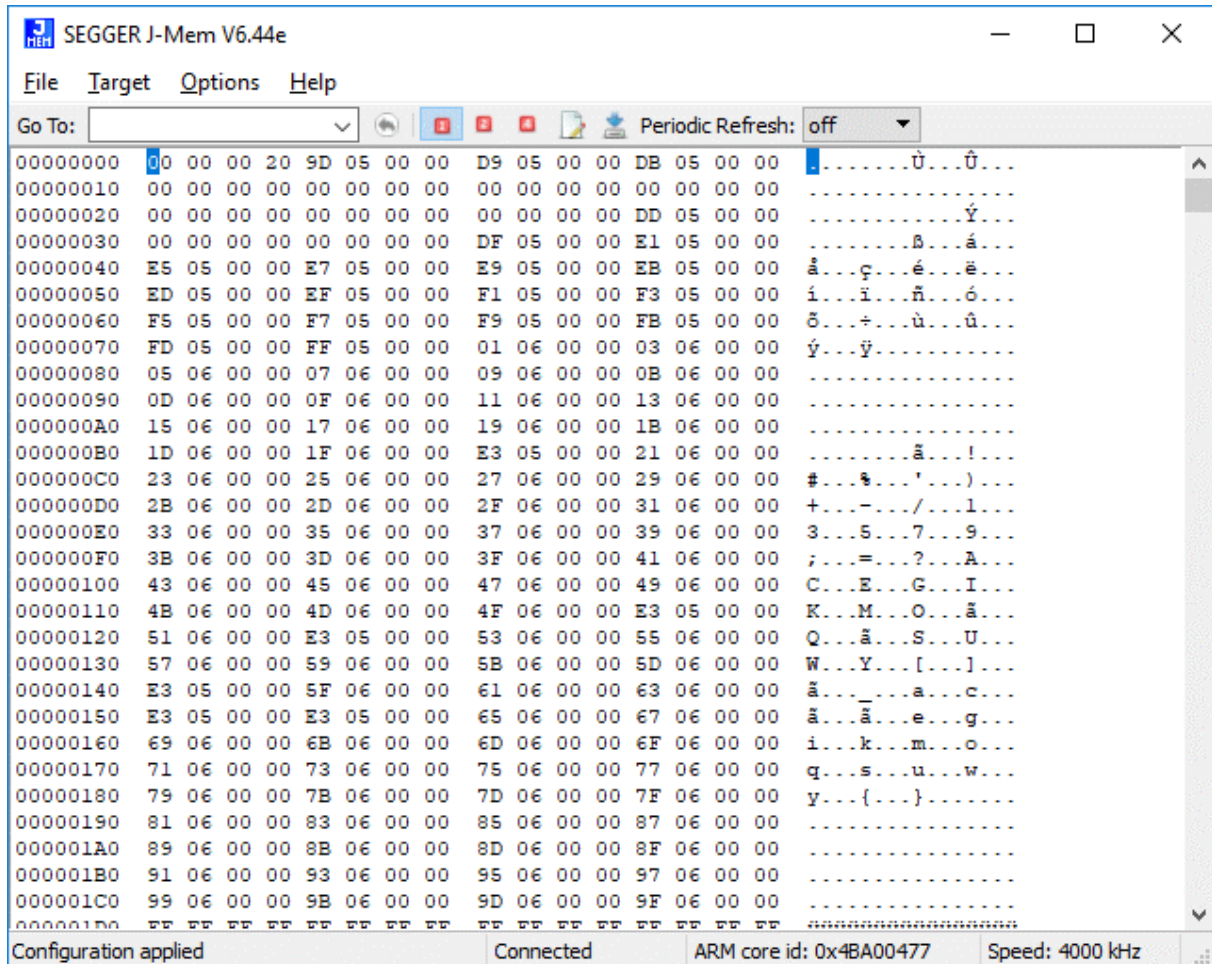 J MEM SEGGER J-Mem V6.44e
File Target Options Help
Go To: 1 2 4 Periodic Refresh: off
00000000 00 00 00 20 9D 05 00 00 D9 05 00 00 DB 05 00 00 ........Ù...Û...
00000010 00 00 00 00 00 00 00 00 00 00 00 00 00 00 00 00 ................
00000020 00 00 00 00 00 00 00 00 00 00 00 00 DD 05 00 00 ............Ý...
00000030 00 00 00 00 00 00 00 00 DF 05 00 00 E1 05 00 00 ........ß...á...
00000040 E5 05 00 00 E7 05 00 00 E9 05 00 00 EB 05 00 00 å...ç...é...ë...
00000050 ED 05 00 00 EF 05 00 00 F1 05 00 00 F3 05 00 00 í...ï...ñ...ó...
00000060 F5 05 00 00 F7 05 00 00 F9 05 00 00 FB 05 00 00 õ...÷...ù...û...
00000070 FD 05 00 00 FF 05 00 00 01 06 00 00 03 06 00 00 ý...ÿ...........
00000080 05 06 00 00 07 06 00 00 09 06 00 00 0B 06 00 00 ................
00000090 0D 06 00 00 0F 06 00 00 11 06 00 00 13 06 00 00 ................
000000A0 15 06 00 00 17 06 00 00 19 06 00 00 1B 06 00 00 ................
000000B0 1D 06 00 00 1F 06 00 00 E3 05 00 00 21 06 00 00 ........ã...!...
000000C0 23 06 00 00 25 06 00 00 27 06 00 00 29 06 00 00 #...%...'...)...
000000D0 2B 06 00 00 2D 06 00 00 2F 06 00 00 31 06 00 00 +...-.../...1...
000000E0 33 06 00 00 35 06 00 00 37 06 00 00 39 06 00 00 3...5...7...9...
000000F0 3B 06 00 00 3D 06 00 00 3F 06 00 00 41 06 00 00 ;...=...?...A...
00000100 43 06 00 00 45 06 00 00 47 06 00 00 49 06 00 00 C...E...G...I...
00000110 4B 06 00 00 4D 06 00 00 4F 06 00 00 E3 05 00 00 K...M...O...ã...
00000120 51 06 00 00 E3 05 00 00 53 06 00 00 55 06 00 00 Q...ã...S...U...
00000130 57 06 00 00 59 06 00 00 5B 06 00 00 5D 06 00 00 W...Y...[...]...
00000140 E3 05 00 00 5F 06 00 00 61 06 00 00 63 06 00 00 ã..._...a...c...
00000150 E3 05 00 00 E3 05 00 00 65 06 00 00 67 06 00 00 ã...ã...e...g...
00000160 69 06 00 00 6B 06 00 00 6D 06 00 00 6F 06 00 00 i...k...m...o...
00000170 71 06 00 00 73 06 00 00 75 06 00 00 77 06 00 00 q...s...u...w...
00000180 79 06 00 00 7B 06 00 00 7D 06 00 00 7F 06 00 00 y...{...}.......
00000190 81 06 00 00 83 06 00 00 85 06 00 00 87 06 00 00 ................
000001A0 89 06 00 00 8B 06 00 00 8D 06 00 00 8F 06 00 00 ................
000001B0 91 06 00 00 93 06 00 00 95 06 00 00 97 06 00 00 ................
000001C0 99 06 00 00 9B 06 00 00 9D 06 00 00 9F 06 00 00 ................
000001D0 FF FF FF FF FF FF FF FF FF FF FF FF FF FF FF FF ÿÿÿÿÿÿÿÿÿÿÿÿÿÿÿÿ
Configuration applied Connected ARM core id: 0x4BA00477 Speed: 4000 kHz